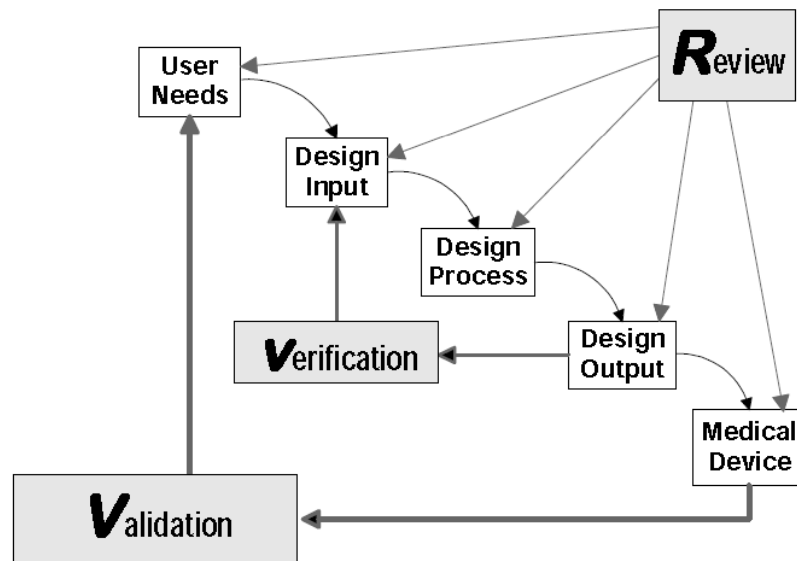 User
Needs
Review
Design
Input
Design
Process
Verification
Design
Output
Medical
Device
Validation